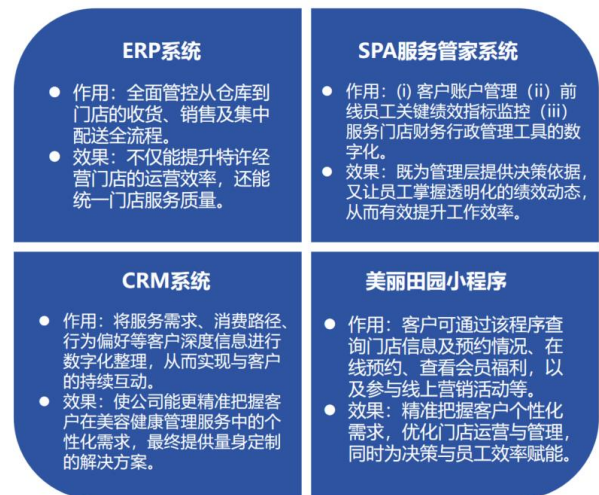 ERP系统
● 作用：全面管控从仓库到
门店的收货、销售及集中
配送全流程。
● 效果：不仅能提升特许经
营门店的运营效率，还能
统一门店服务质量。
SPA服务管家系统
● 作用：(i) 客户账户管理（ii）前
线员工关键绩效指标监控（iii）
服务门店财务行政管理工具的数
字化。
● 效果：既为管理层提供决策依据，
又让员工掌握透明化的绩效动态，
从而有效提升工作效率。
CRM系统
● 作用：将服务需求、消费路径、
行为偏好等客户深度信息进行
数字化整理，从而实现与客户
的持续互动。
● 效果：使公司能更精准把握客
户在美容健康管理服务中的个
性化需求，最终提供量身定制
的解决方案。
美丽田园小程序
● 作用：客户可通过该程序查
询门店信息及预约情况、在
线预约、查看会员福利，以
及参与线上营销活动等。
● 效果：精准把握客户个性化
需求，优化门店运营与管理，
同时为决策与员工效率赋能。